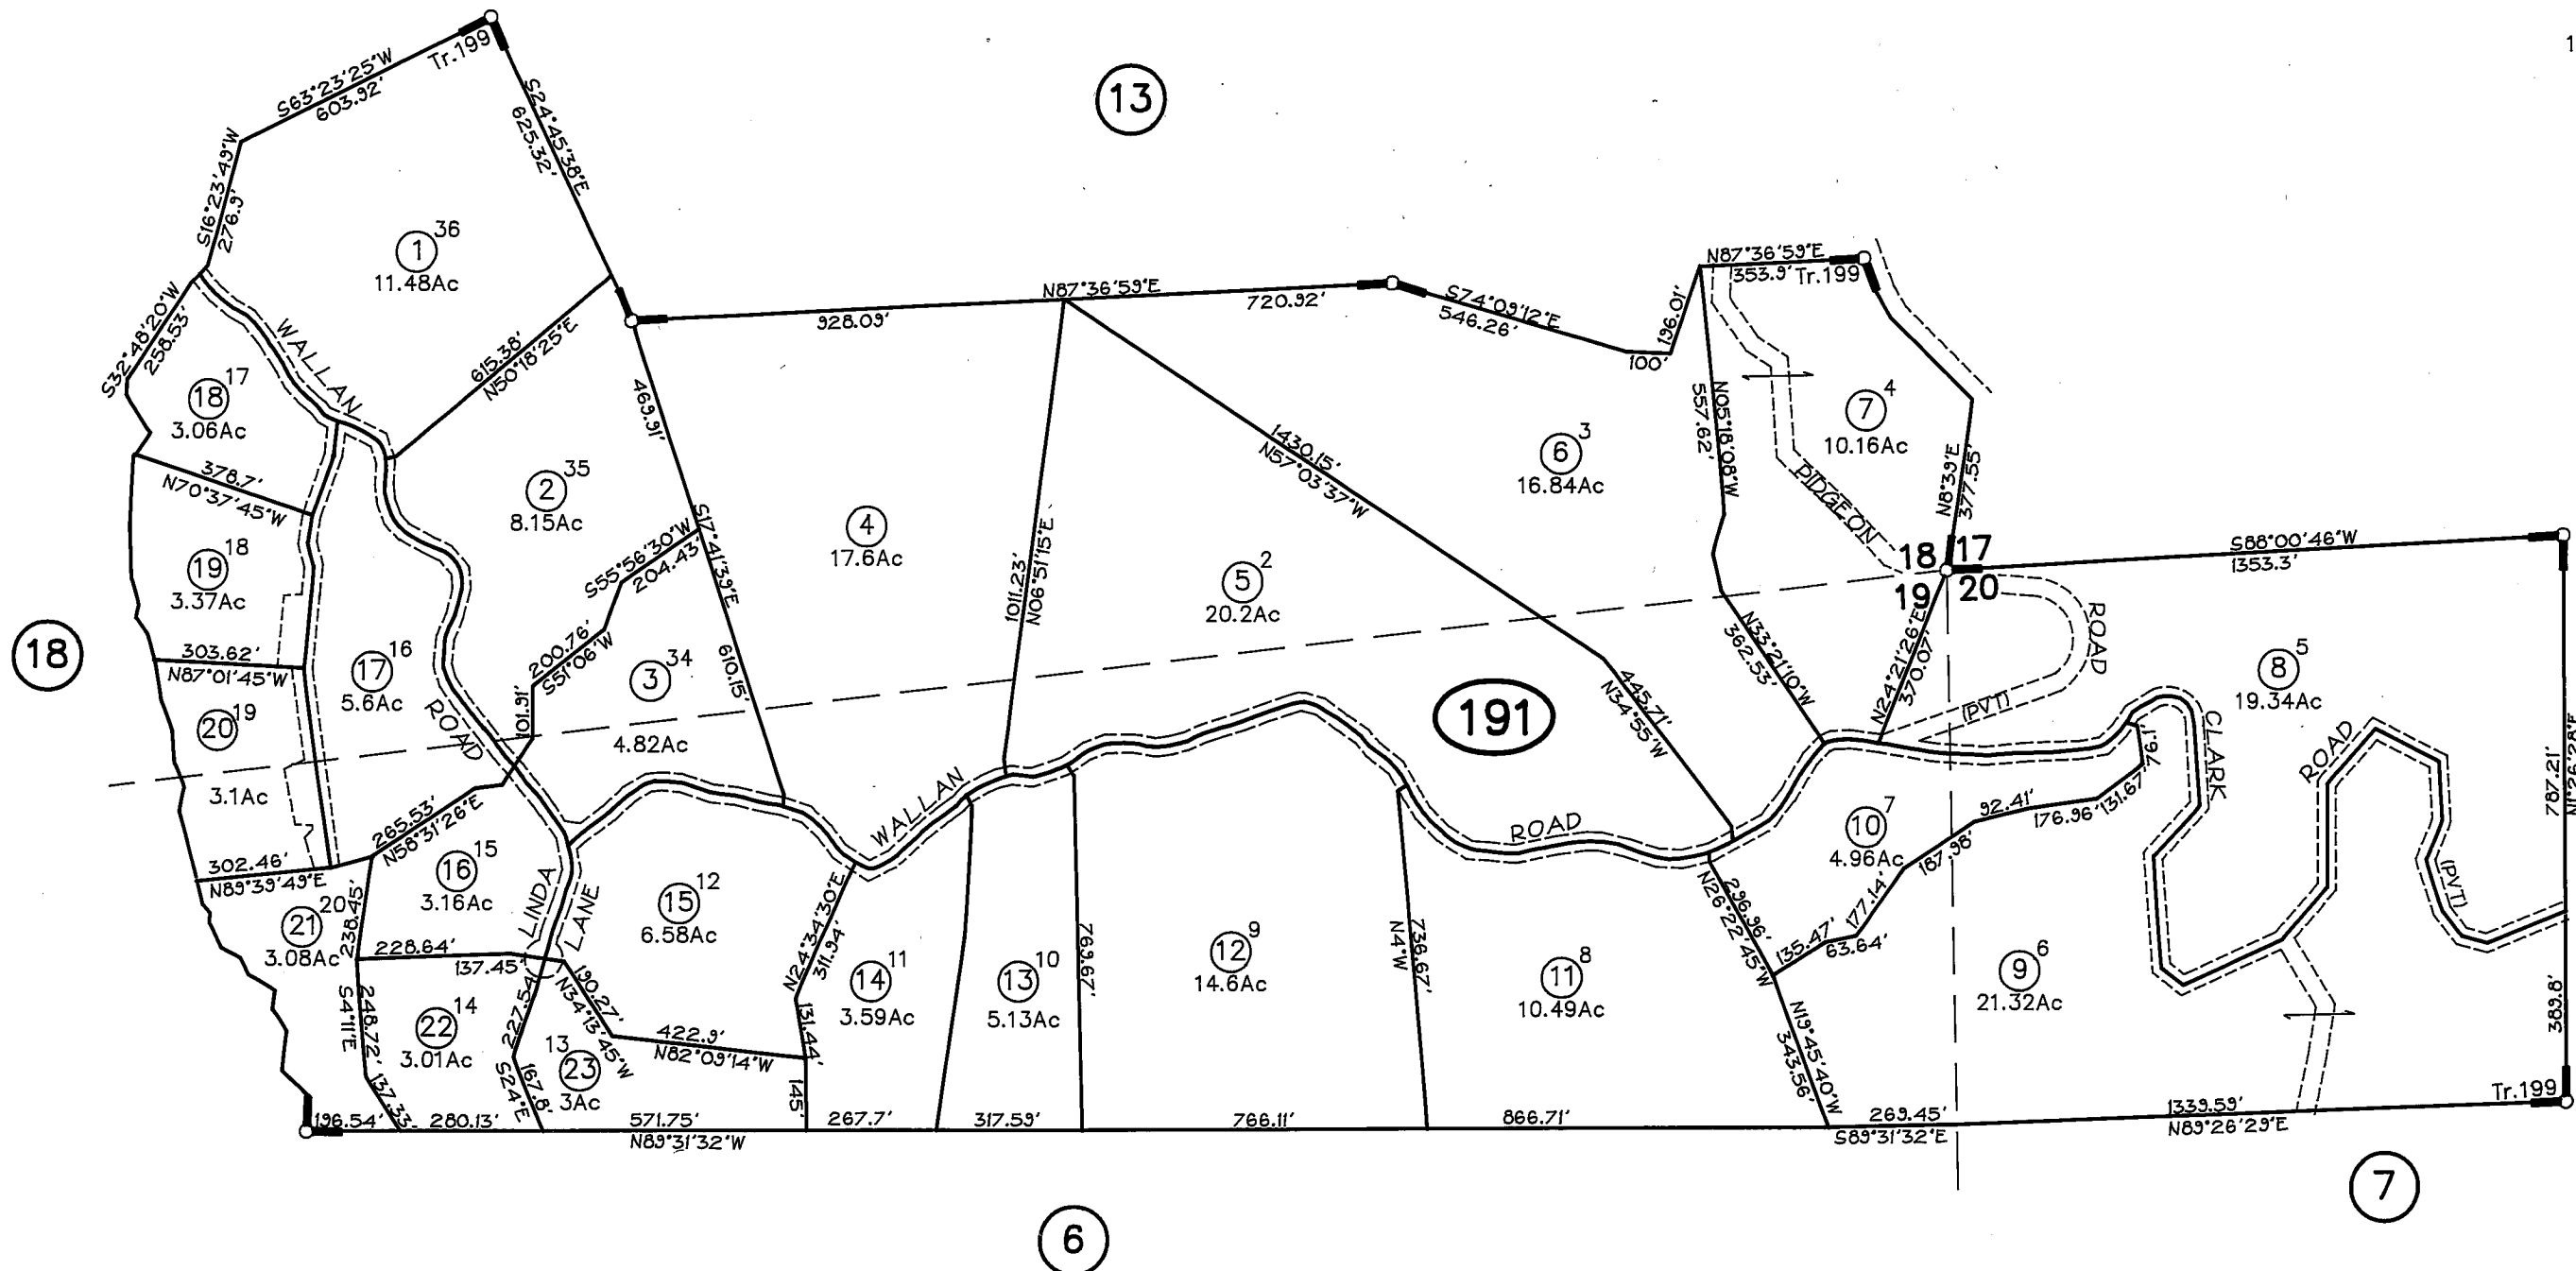 1
Tr.199
S63°23'25"W
603.92'
S24°45'38"E
625.32'
13
S16°23'49"W
276.9'
1 36
11.48Ac
N87°36'59"E
353.9'
Tr.199
N87°36'59"E
928.09'
720.92'
S74°09'12"E
546.26'
100'
196.01'
S32°48'20"W
258.53'
WALLAN
615.38'
N50°18'25"E
18 17
3.06Ac
469.91'
1430.15'
N57°03'37"W
6 3
16.84Ac
557.62'
N05°18'08"W
7 4
10.16Ac
PIDGEON
N8°39'E
377.55'
378.7'
N70°37'45"W
2 35
8.15Ac
4
17.6Ac
S17°41'39"E
S55°56'30"W
204.43'
18 17
19 20
S88°00'46"W
1353.3'
19 18
3.37Ac
1011.23'
N06°51'15"E
5 2
20.2Ac
ROAD
18
303.62'
N87°01'45"W
17 16
5.6Ac
200.76'
S51°06'W
3 34
4.82Ac
610.15'
101.91'
N33°21'10"W
362.53'
N24°21'26"E
370.07'
8 5
19.34Ac
(PVT)
20 19
3.1Ac
ROAD
191
445.71'
N34°55'W
76.19'
CLARK
ROAD
787.21'
N1°26'28"E
265.53'
N58°31'26"E
WALLAN
ROAD
10 7
4.96Ac
92.41'
176.96'
131.67'
187.98'
302.46'
N89°39'49"E
16 15
3.16Ac
LINDA
LANE
15 12
6.58Ac
N24°34'30"E
311.94'
296.96'
N26°22'45"W
177.14'
135.47'
63.64'
(PVT)
21 20
3.08Ac
238.45'
228.64'
137.45'
14 11
3.59Ac
13 10
5.13Ac
769.67'
12 9
14.6Ac
736.67'
N4°W
11 8
10.49Ac
9 6
21.32Ac
S4°11'E
248.72'
22 14
3.01Ac
227.54'
190.27'
N34°13'45"W
422.9'
N82°09'14"W
131.44'
N19°45'40"W
343.56'
389.8'
137.33
13
23
3Ac
167.8'
S24°E
145'
Tr.199
196.54'
280.13'
571.75'
N89°31'32"W
267.7'
317.59'
766.11'
866.71'
269.45'
S89°31'32"E
1339.59'
N89°26'29"E
7
6